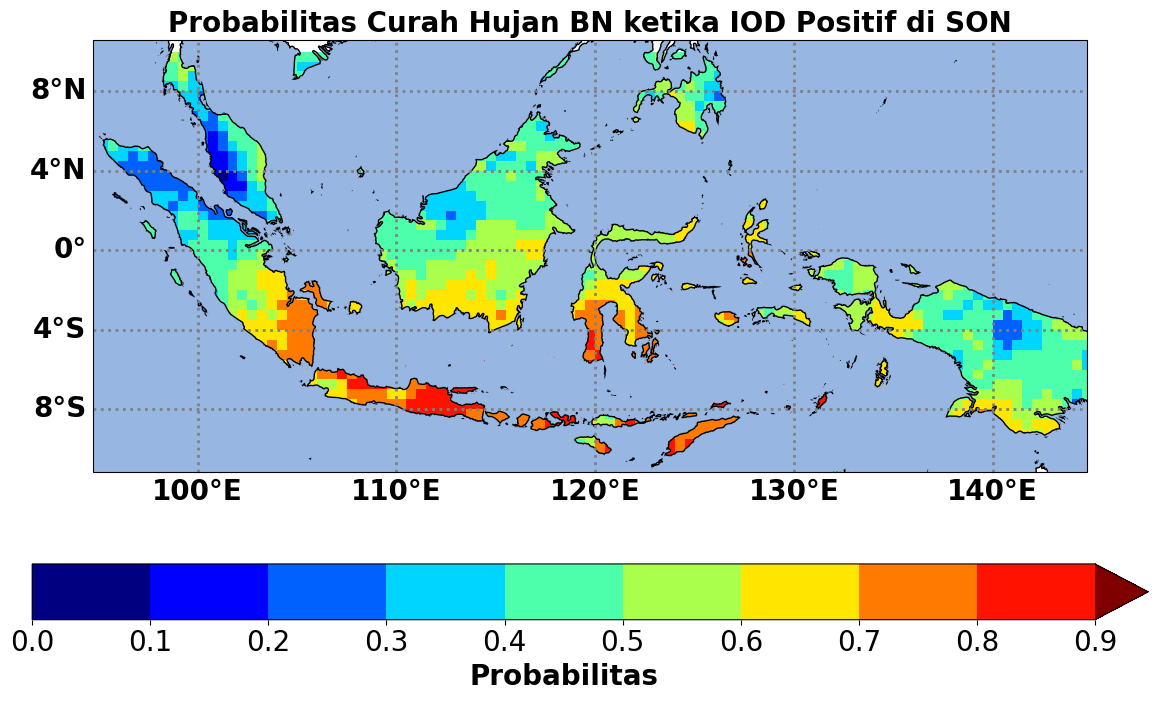 Probabilitas Curah Hujan BN ketika IOD Positif di SON
8°N
4°N
0°
4°S
8°S
100°E 110°E 120°E 130°E 140°E
0.0 0.1 0.2 0.3 0.4 0.5 0.6 0.7 0.8 0.9
Probabilitas